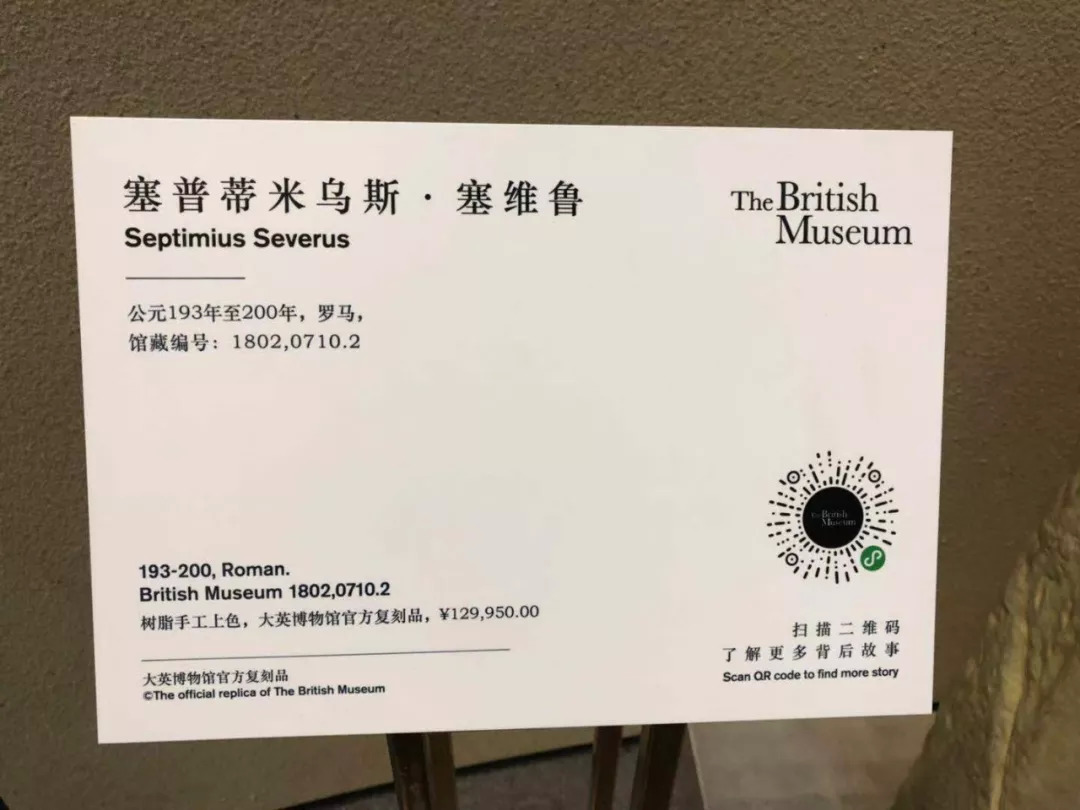 塞普蒂米乌斯·塞维鲁
Septimius Severus
The British
Museum
公元193年至200年，罗马，
馆藏编号：1802,0710.2
The British
Museum
193-200, Roman.
British Museum 1802,0710.2
树脂手工上色，大英博物馆官方复刻品，¥129,950.00
扫描二维码
了解更多背后故事
Scan QR code to find more story
大英博物馆官方复刻品
©The official replica of The British Museum